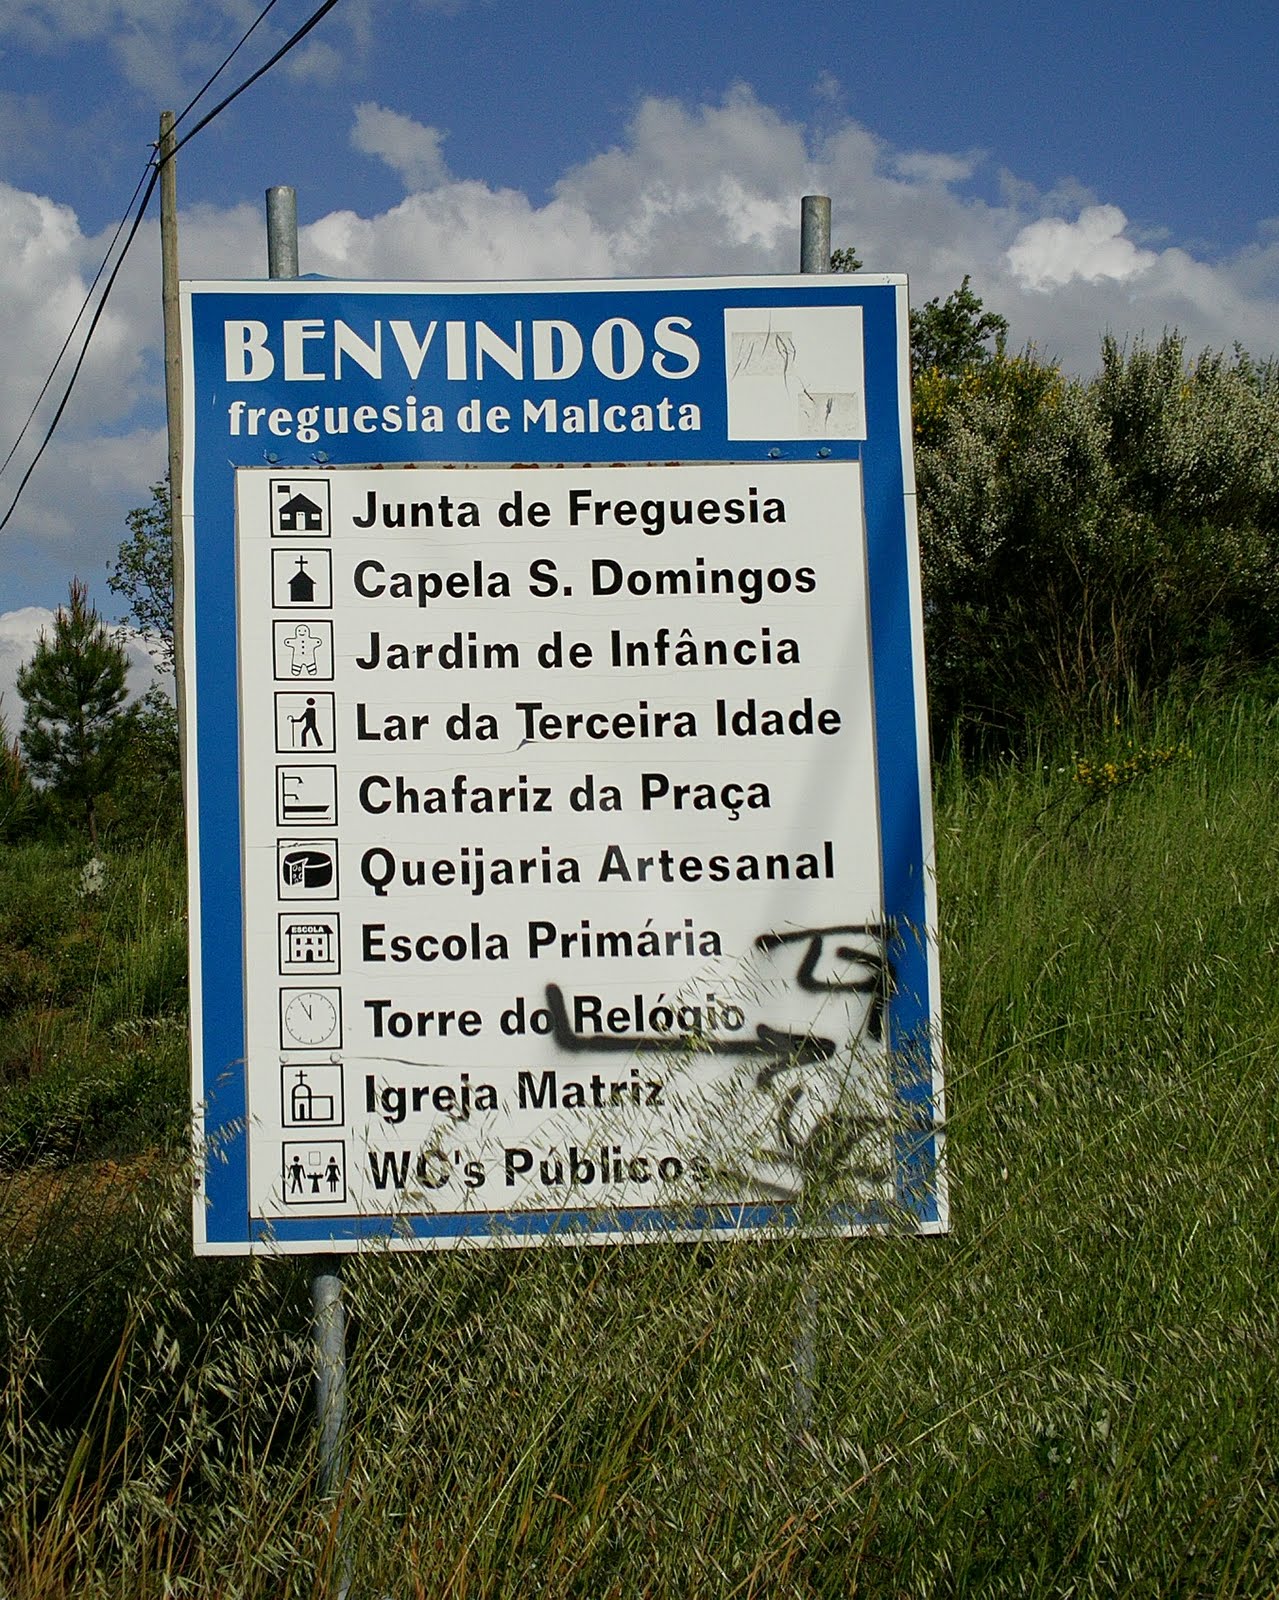 BENVINDOS
freguesia de Malcata
Junta de Freguesia
Capela S. Domingos
Jardim de Infância
Lar da Terceira Idade
Chafariz da Praça
Queijaria Artesanal
ESCOLA
Escola Primária
Torre do Relógio
Igreja Matriz
WC's Públicos